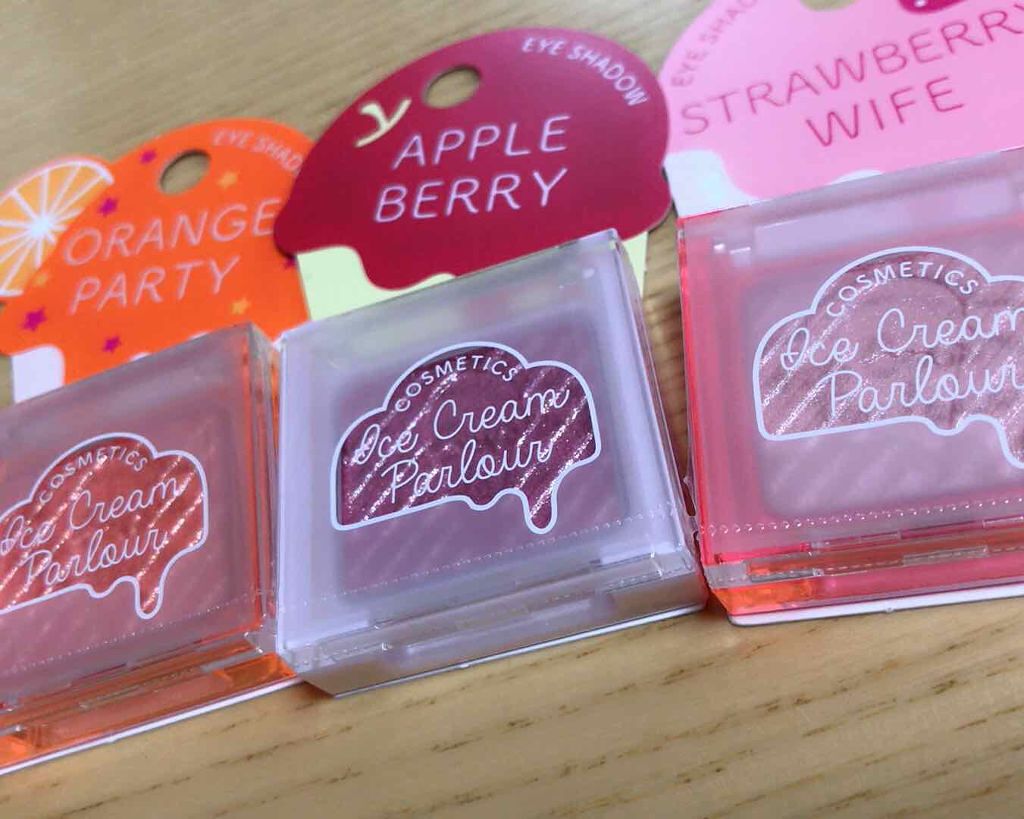 EYE SHAD
ORANGE
PARTY
COSMETICS
Ice Cream
Parlour
EYE SHADOW
APPLE
BERRY
COSMETICS
Ice Cream
Parlour
EYE SHAD
STRAWBERRY
WIFE
COSMETICS
Ice Cream
Parlour